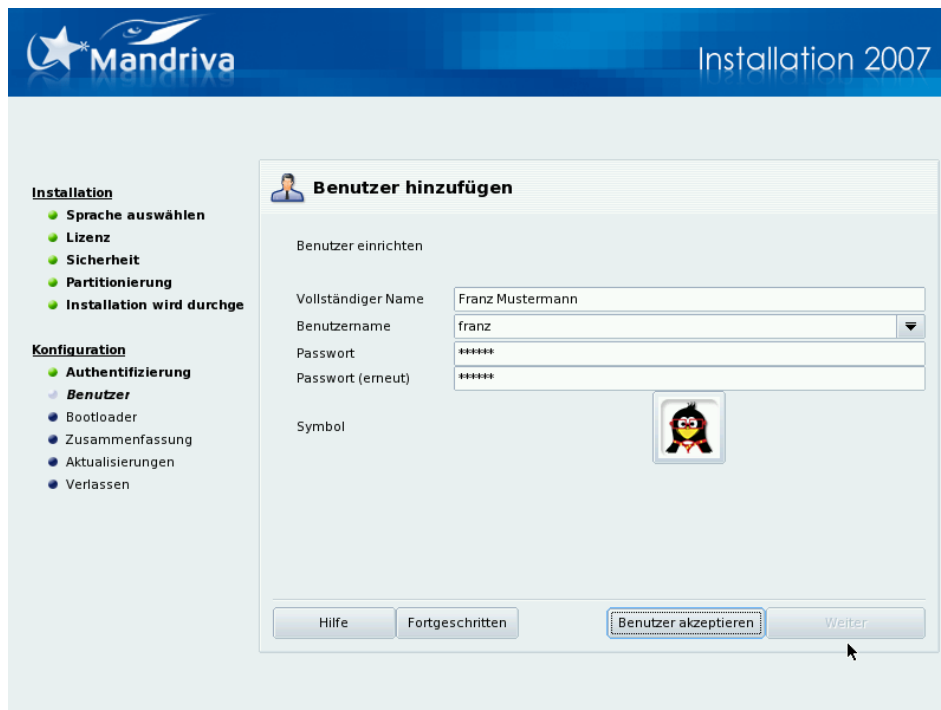 Mandriva
Installation 2007
Installation
Sprache auswählen
Lizenz
Sicherheit
Partitionierung
Installation wird durchge
Konfiguration
Authentifizierung
Benutzer
Bootloader
Zusammenfassung
Aktualisierungen
Verlassen
Benutzer hinzufügen
Benutzer einrichten
Vollständiger Name Franz Mustermann
Benutzername franz
Passwort ******
Passwort (erneut) ******
Symbol
Hilfe Fortgeschritten Benutzer akzeptieren Weiter